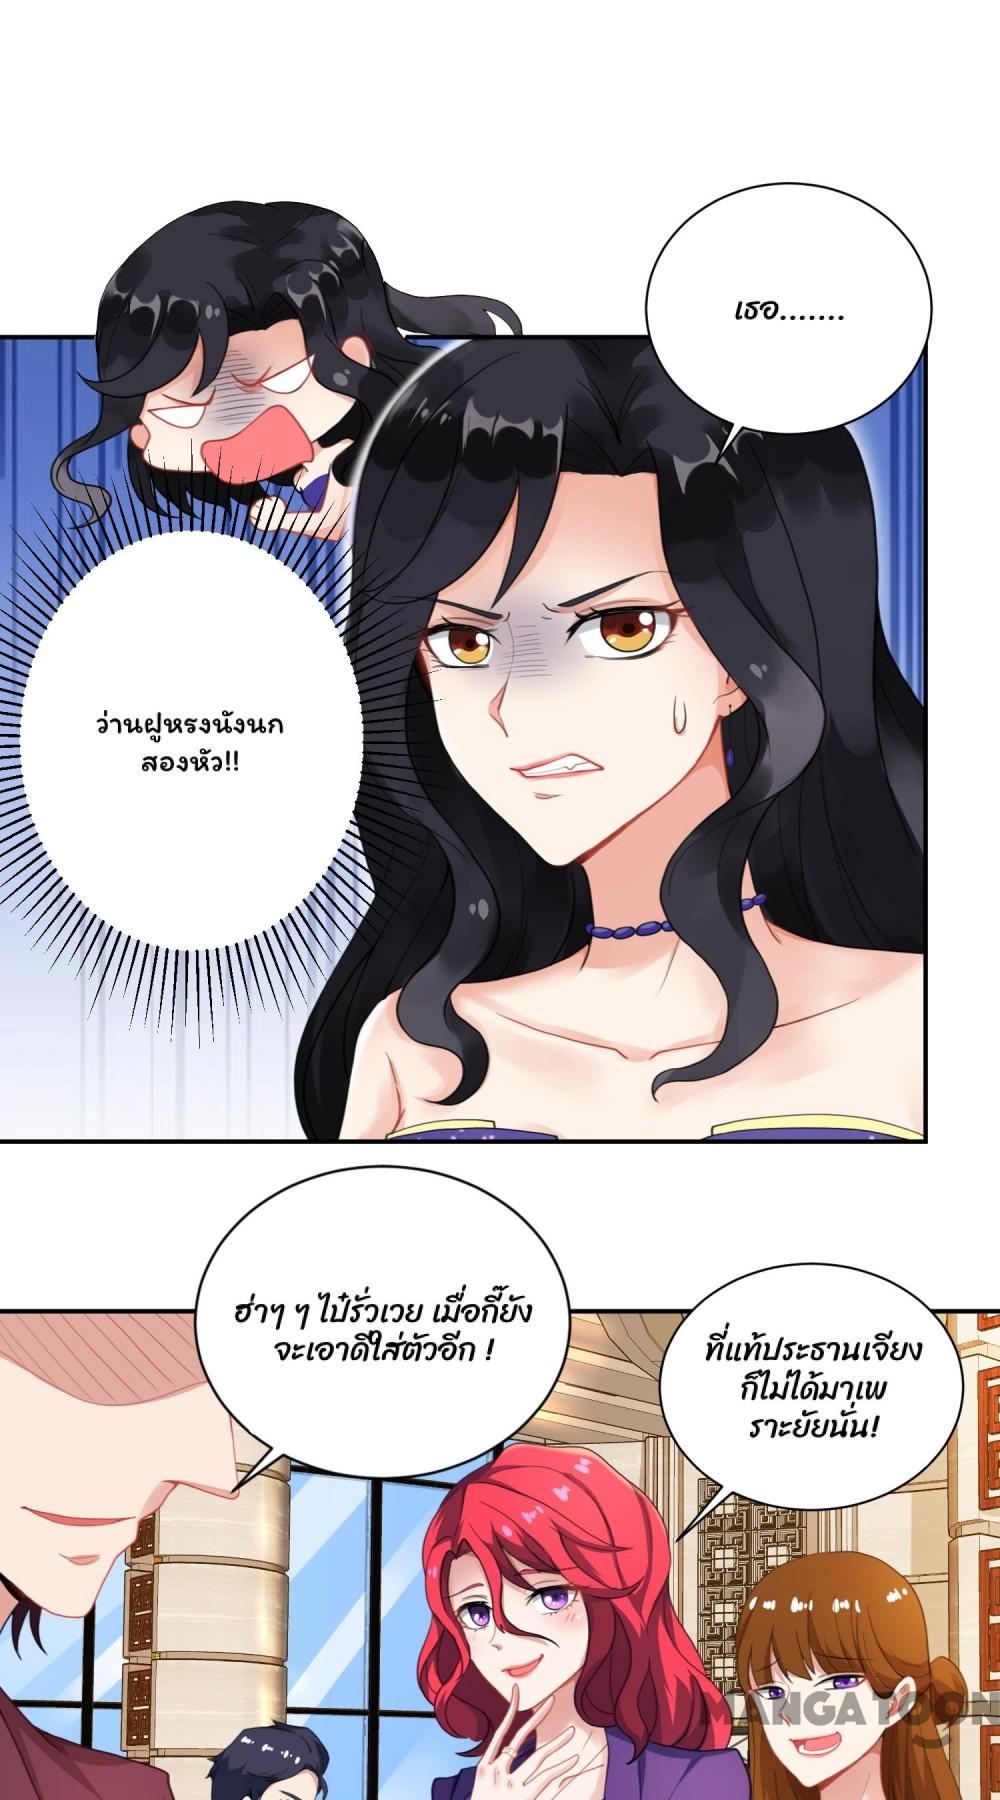 เธอ.......
ว่านฝูหรงนังนก
สองหัว!!
ฮ่าๆ ๆ ไป๋รั่วเวย เมื่อกี๊ยัง
จะเอาดีใส่ตัวอีก !
ที่แท้ประธานเจียง
ก็ไม่ได้มาเพ
ราะยัยนั่น!
MANGATOON